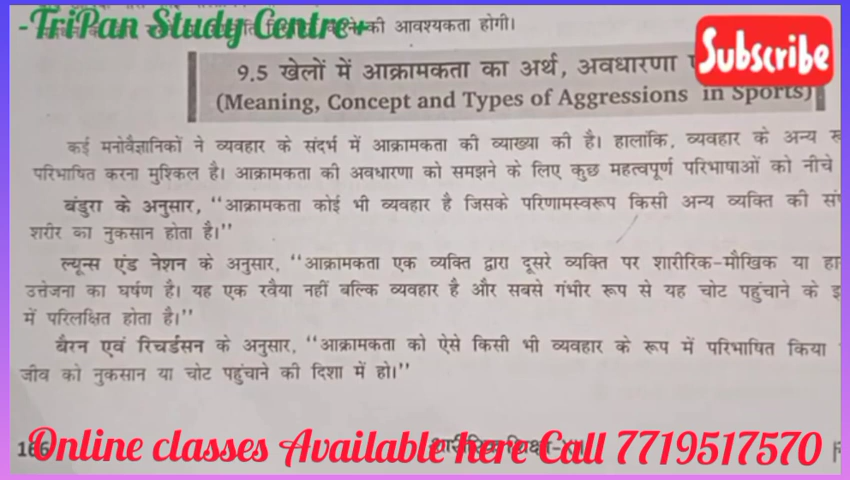 -TriPan Study Centre+
की आवश्यकता होगी।
Subscribe
9.5 खेलों में आक्रामकता का अर्थ, अवधारणा
(Meaning, Concept and Types of Aggressions in Sports)
कई मनोवैज्ञानिकों ने व्यवहार के संदर्भ में आक्रामकता की व्याख्या की है। हालांकि, व्यवहार के अन्य
परिभाषित करना मुश्किल है। आक्रामकता की अवधारणा को समझने के लिए कुछ महत्वपूर्ण परिभाषाओं को नीचे
बंडुरा के अनुसार, "आक्रामकता कोई भी व्यवहार है जिसके परिणामस्वरूप किसी अन्य व्यक्ति की
शरीर का नुकसान होता है।"
ल्यून्स एंड नेशन के अनुसार, "आक्रामकता एक व्यक्ति द्वारा दूसरे व्यक्ति पर शारीरिक-मौखिक या
उत्तेजना का घर्षण है। यह एक रवैया नहीं बल्कि व्यवहार है और सबसे गंभीर रूप से यह चोट पहुंचाने के
में परिलक्षित होता है।"
बैरन एवं रिचर्डसन के अनुसार, "आक्रामकता को ऐसे किसी भी व्यवहार के रूप में परिभाषित किया
जीव को नुकसान या चोट पहुंचाने की दिशा में हो।"
Online classes Available here Call 7719517570